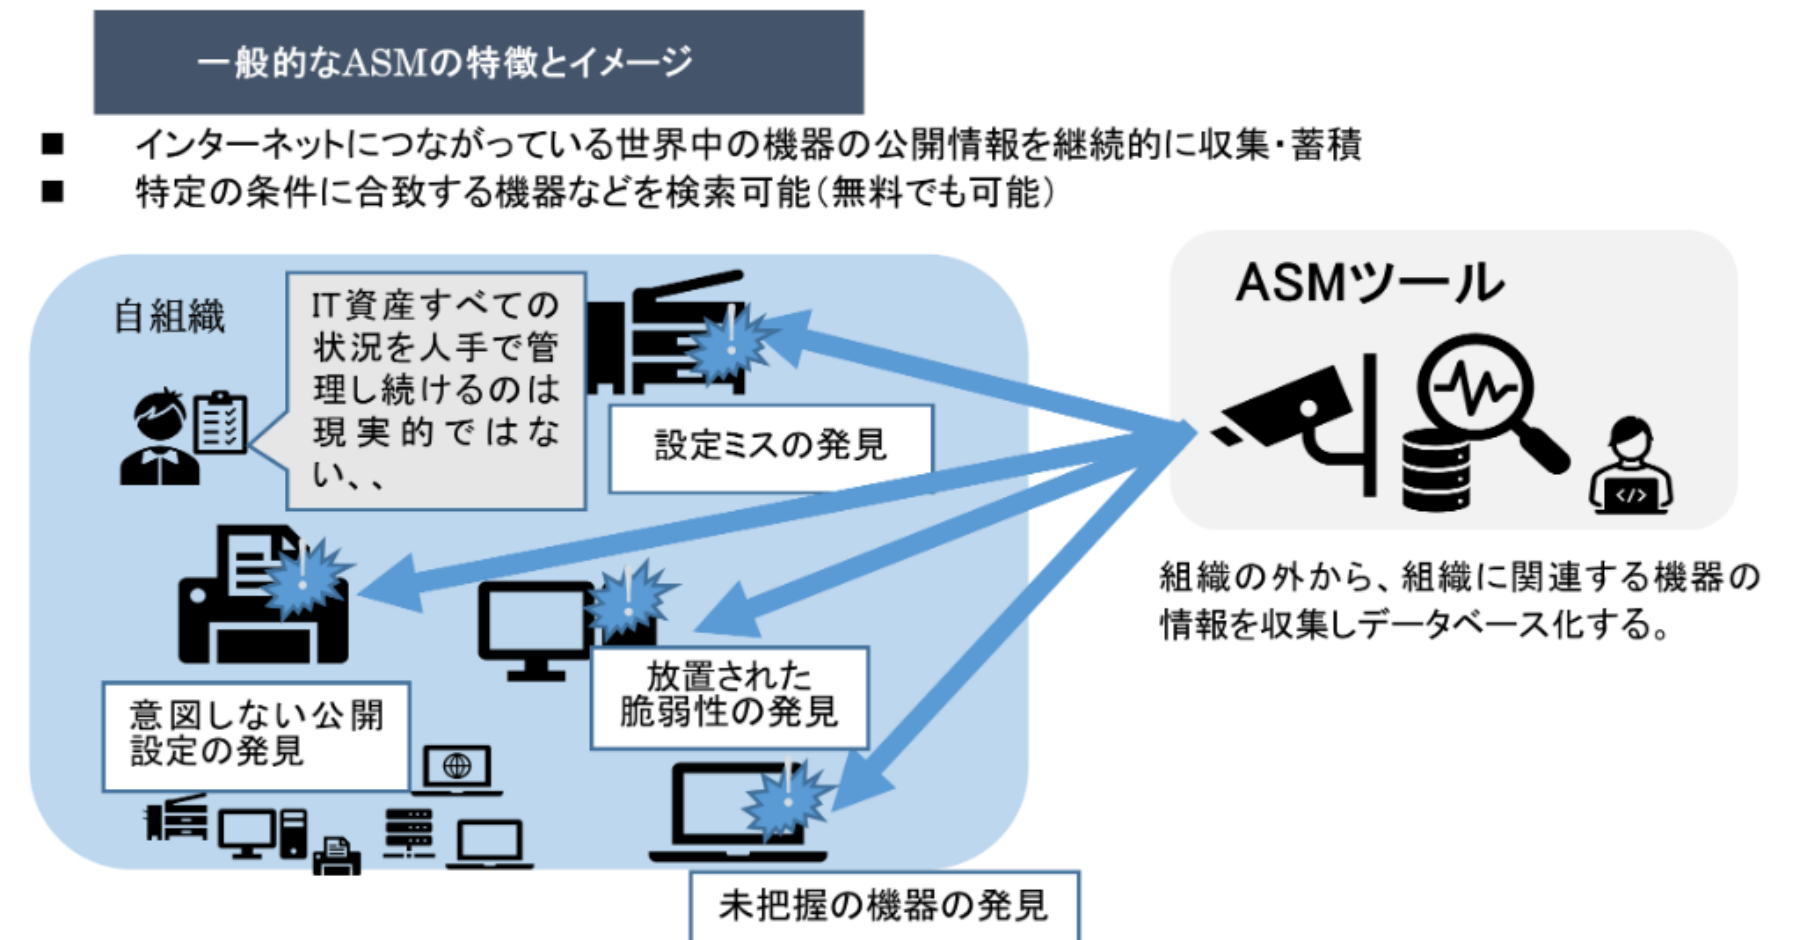 一般的なASMの特徴とイメージ
■ インターネットにつながっている世界中の機器の公開情報を継続的に収集・蓄積
■ 特定の条件に合致する機器などを検索可能（無料でも可能）
自組織
IT資産すべての
状況を人手で管
理し続けるのは
現実的ではな
い、、
設定ミスの発見
ASMツール
</>
組織の外から、組織に関連する機器の
情報を収集しデータベース化する。
意図しない公開
設定の発見
放置された
脆弱性の発見
未把握の機器の発見